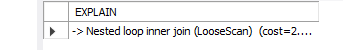 EXPLAIN
-> Nested loop inner join (LooseScan)  (cost=2....